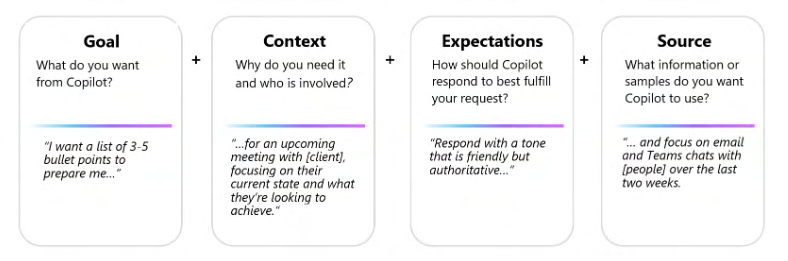 Goal
What do you want
from Copilot?
"I want a list of 3-5
bullet points to
prepare me..."
+
Context
Why do you need it
and who is involved?
"...for an upcoming
meeting with [client],
focusing on their
current state and what
they're looking to
achieve."
+
Expectations
How should Copilot
respond to best fulfill
your request?
"Respond with a tone
that is friendly but
authoritative..."
+
Source
What information or
samples do you want
Copilot to use?
"... and focus on email
and Teams chats with
[people] over the last
two weeks.